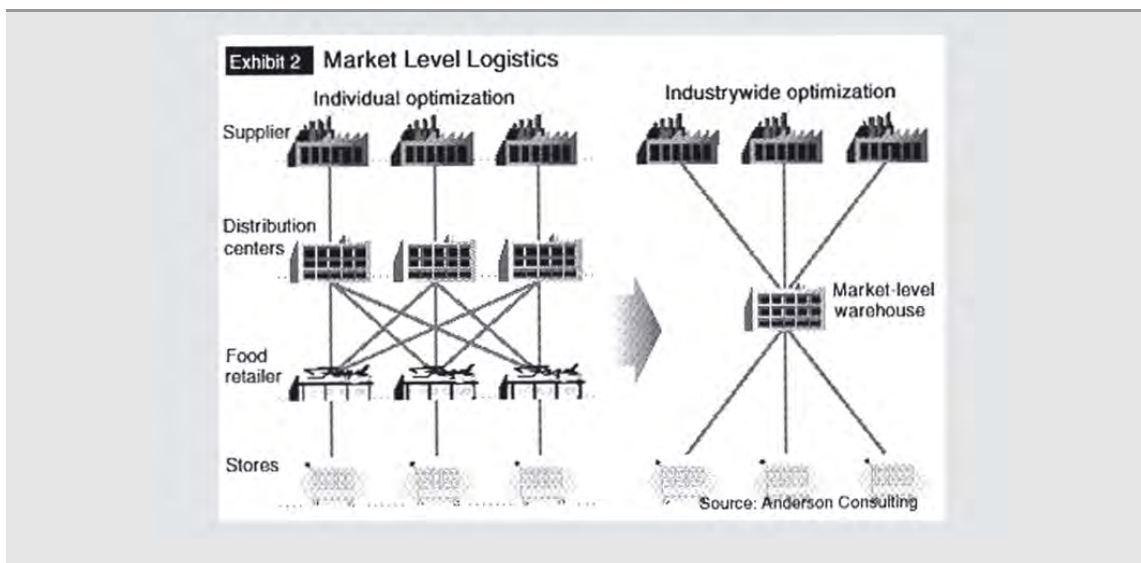 Exhibit 2 Market Level Logistics
Individual optimization
Industrywide optimization
Supplier
Distribution
centers
Market-level
warehouse
Food
retailer
Stores
Source: Anderson Consulting